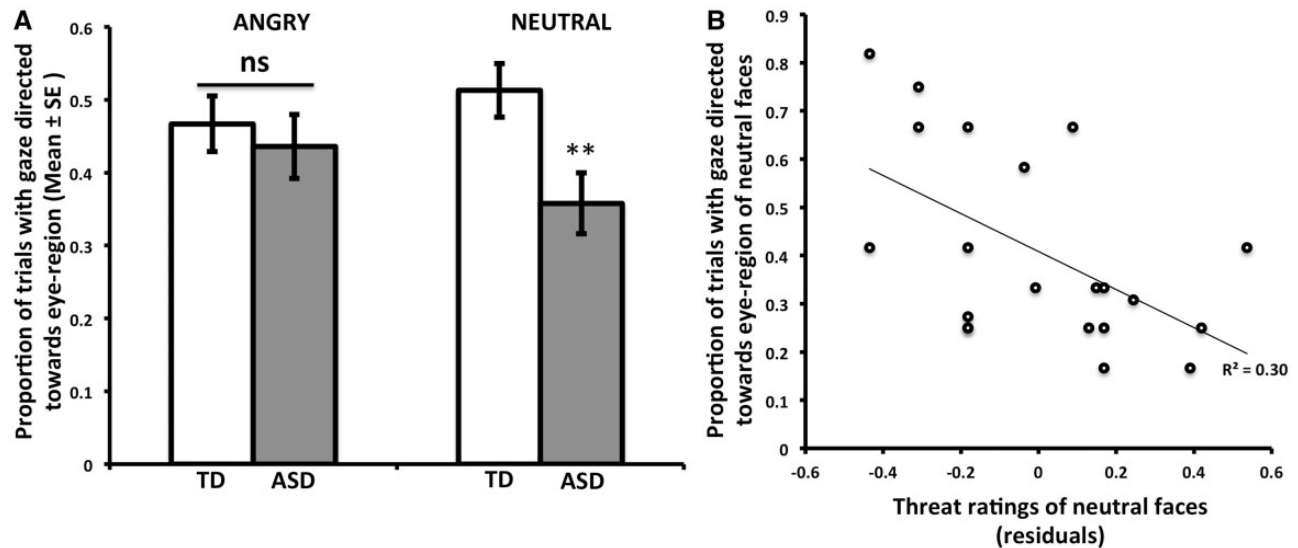 A
ANGRY
NEUTRAL
Proportion of trials with gaze directed
towards eye-region (Mean ± SE )
0.6
0.5
0.4
0.3
0.2
0.1
0
ns
**
TD
ASD
TD
ASD
B
Proportion of trials with gaze directed
towards eye-region of neutral faces
1
0.9
0.8
0.7
0.6
0.5
0.4
0.3
0.2
0.1
0
R² = 0.30
-0.6
-0.4
-0.2
0
0.2
0.4
0.6
Threat ratings of neutral faces
(residuals)